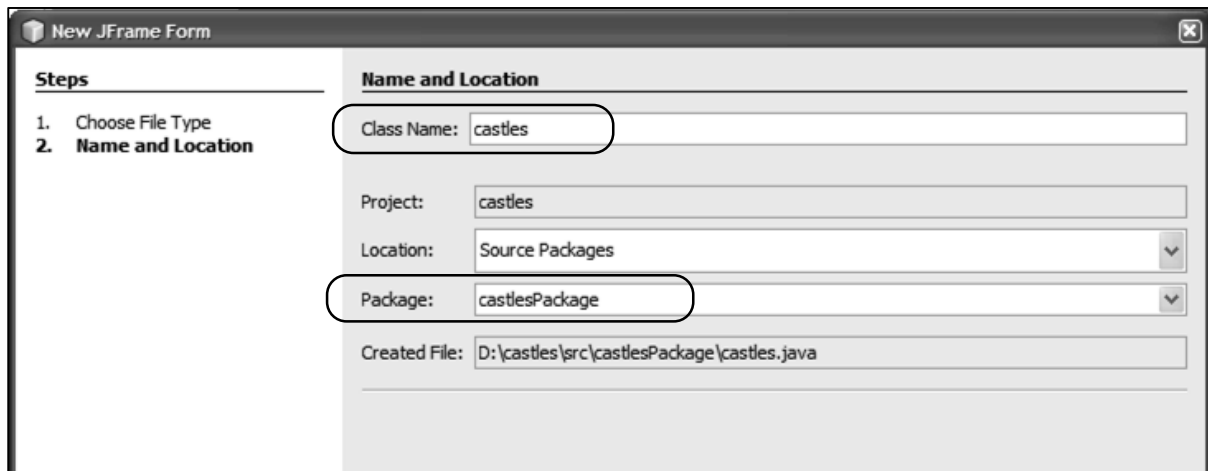 New JFrame Form
Steps
1. Choose File Type
2. Name and Location
Name and Location
Class Name: castles
Project: castles
Location: Source Packages
Package: castlesPackage
Created File: D:\castles\src\castlesPackage\castles.java